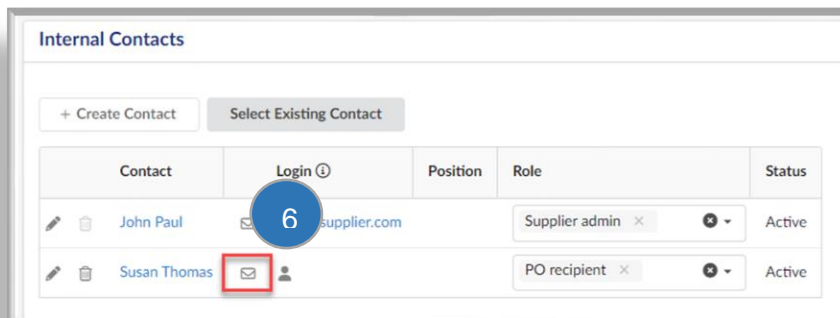 Internal Contacts
+ Create Contact Select Existing Contact
Contact Login Position Role Status
John Paul supplier.com Supplier admin × Active
6
Susan Thomas PO recipient × Active